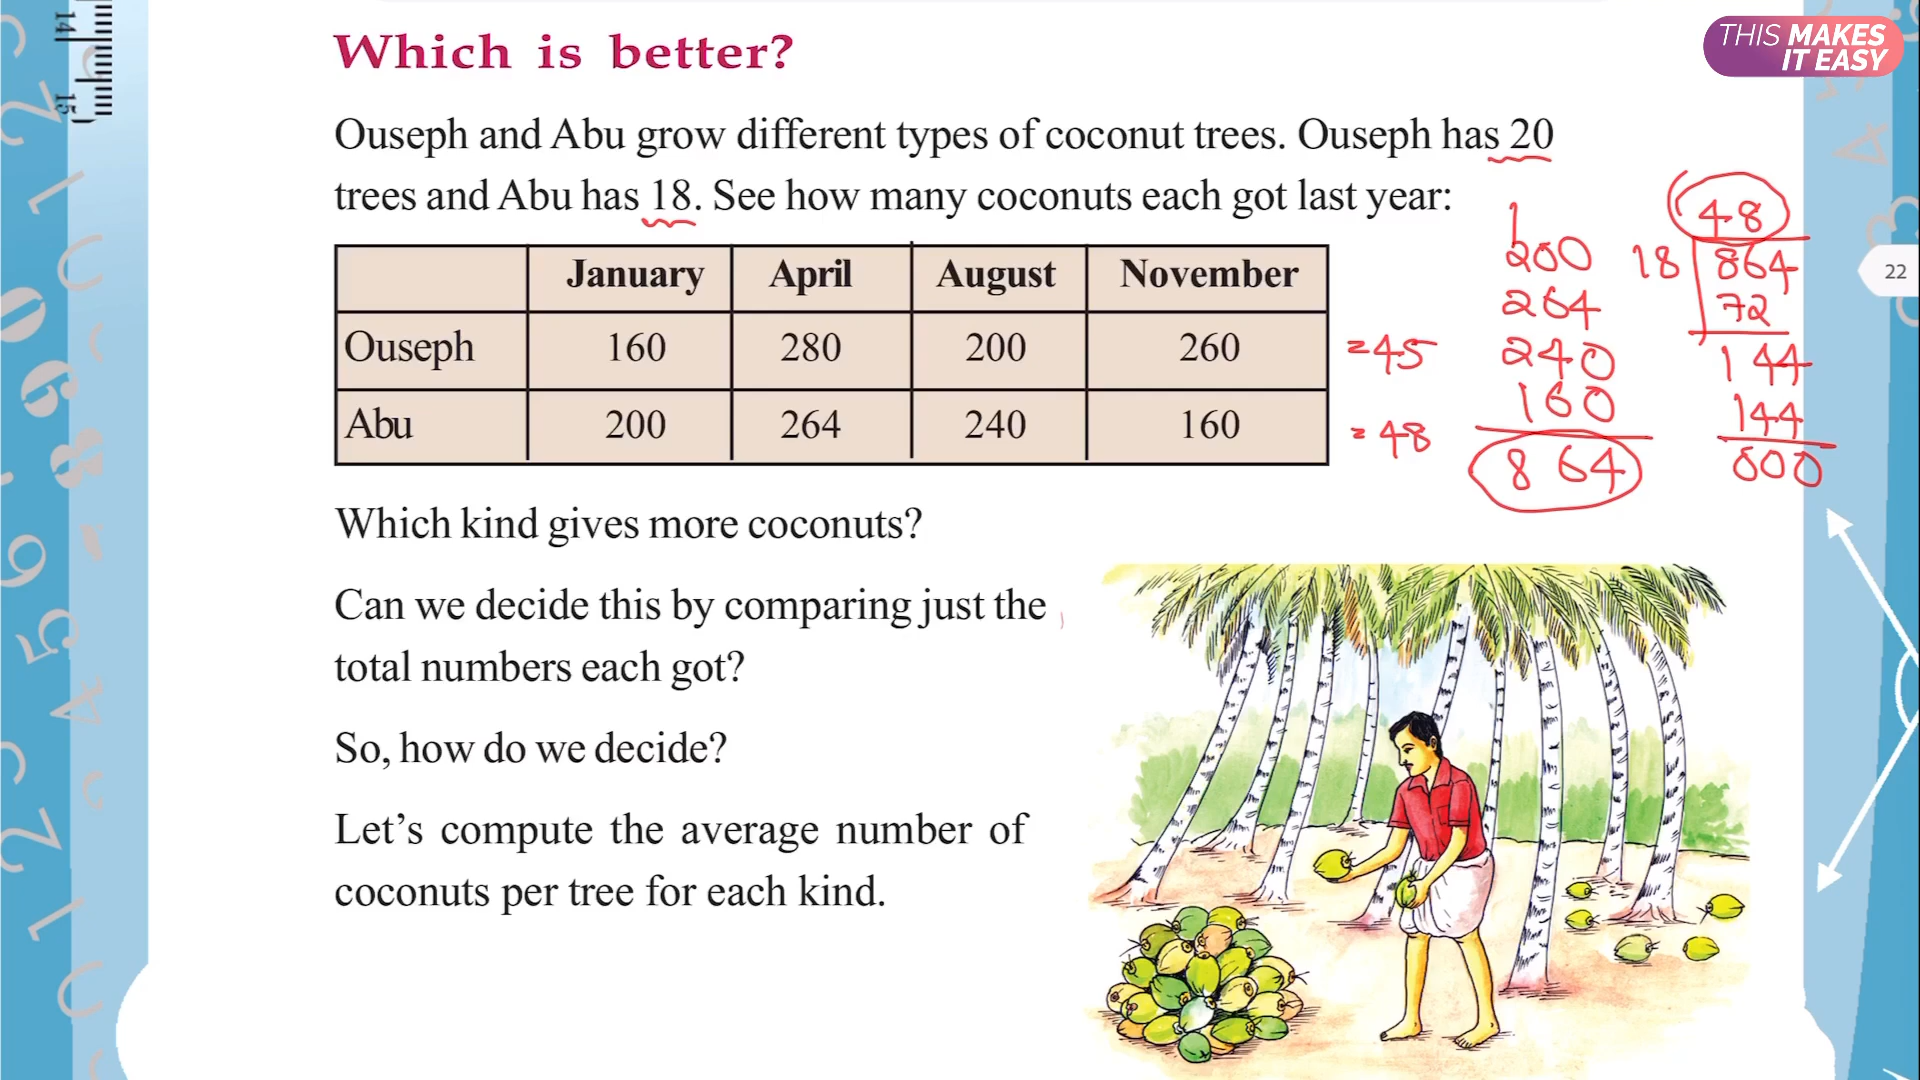 THIS MAKES
IT EASY
14
15
Which is better?
Ouseph and Abu grow different types of coconut trees. Ouseph has 20
trees and Abu has 18. See how many coconuts each got last year:
January April August November
Ouseph 160 280 200 260 =45
Abu 200 264 240 160 =48
1
200
264
240
160
864
48
18 864
72
144
144
000
22
Which kind gives more coconuts?
Can we decide this by comparing just the
total numbers each got?
So, how do we decide?
Let's compute the average number of
coconuts per tree for each kind.